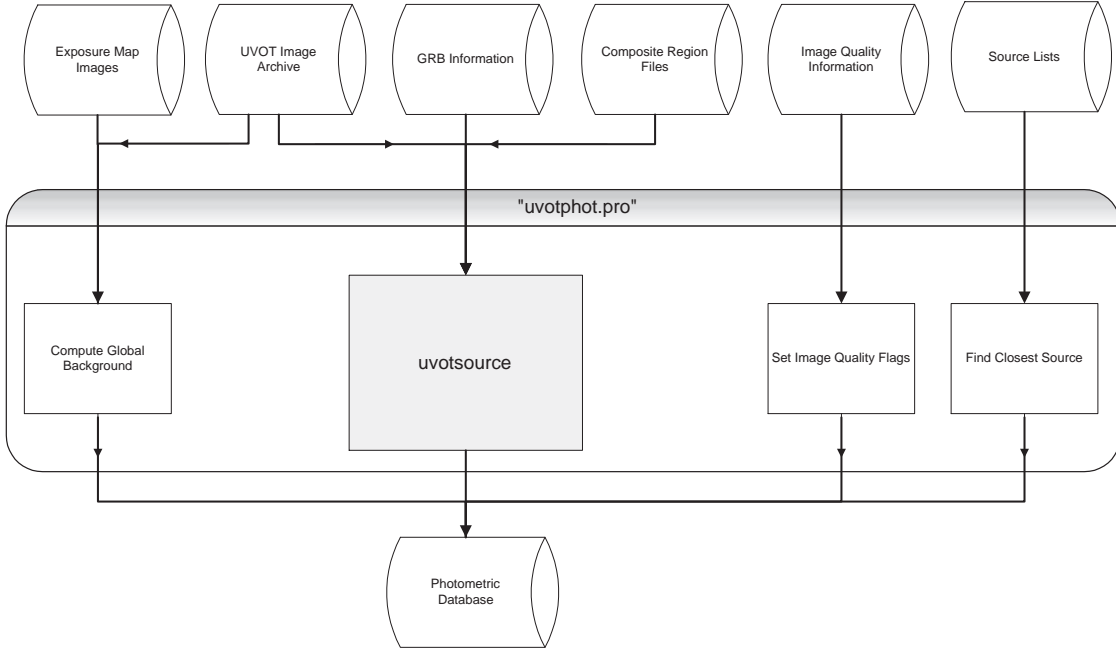 Exposure Map
Images
UVOT Image
Archive
GRB Information
Composite Region
Files
Image Quality
Information
Source Lists
"uvotphot.pro"
Compute Global
Background
uvotsource
Set Image Quality Flags
Find Closest Source
Photometric
Database